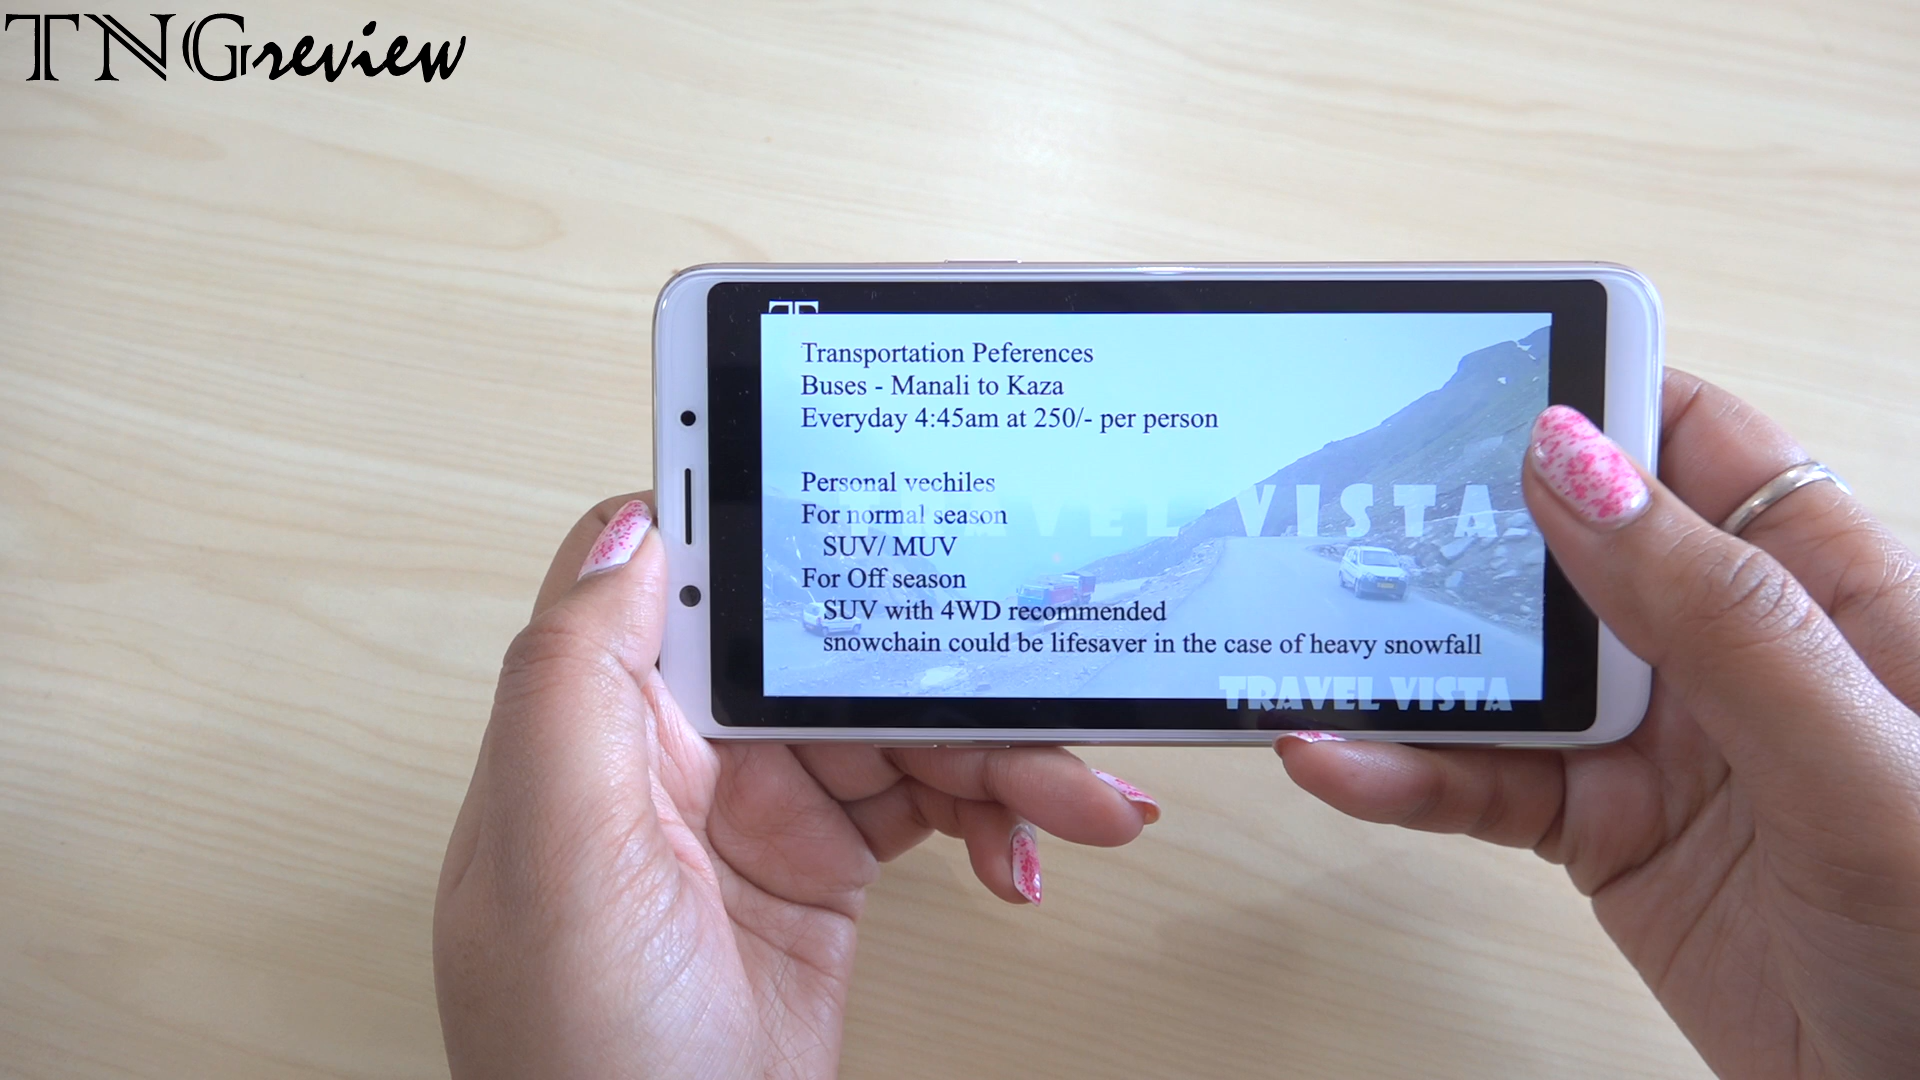 TNGreview
Transportation Peferences
Buses - Manali to Kaza
Everyday 4:45am at 250/- per person
Personal vechiles
For normal season
SUV/ MUV
For Off season
SUV with 4WD recommended
snowchain could be lifesaver in the case of heavy snowfall
VISTA
TRAVEL VISTA